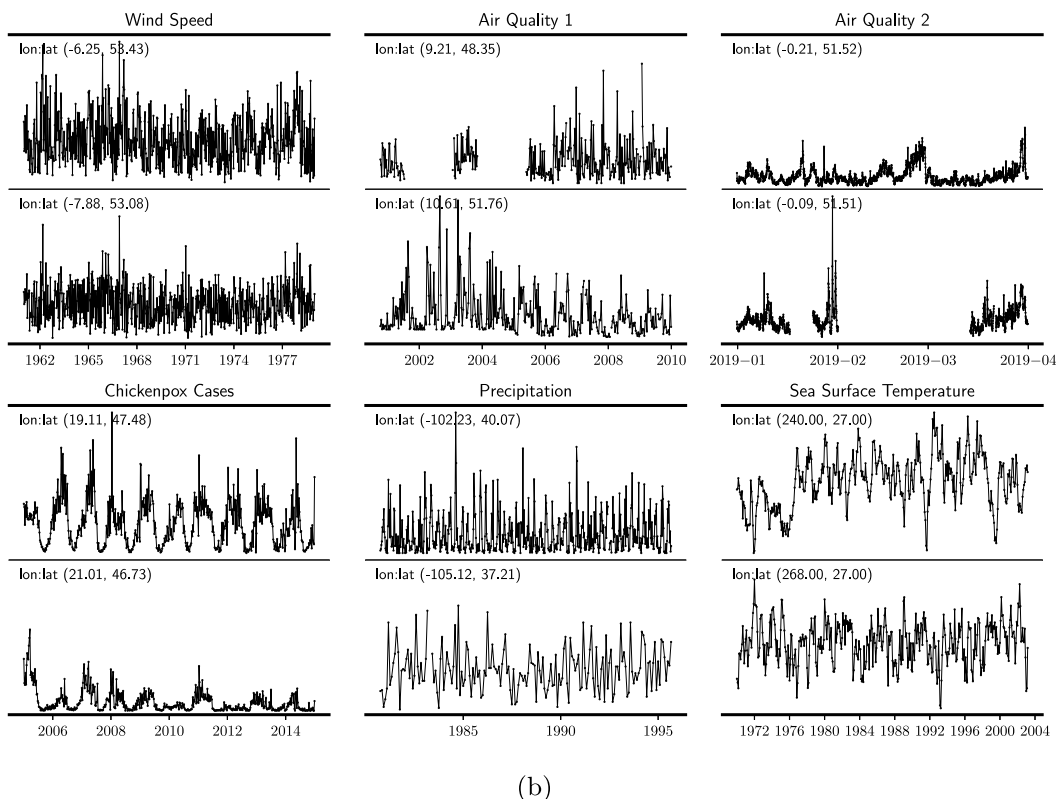 Wind Speed
lon:lat (-6.25, 53.43)
lon:lat (-7.88, 53.08)
1962 1965 1968 1971 1974 1977
Air Quality 1
lon:lat (9.21, 48.35)
lon:lat (10.61, 51.76)
2002 2004 2006 2008 2010
Air Quality 2
lon:lat (-0.21, 51.52)
lon:lat (-0.09, 51.51)
2019−01 2019−02 2019−03 2019−04
Chickenpox Cases
lon:lat (19.11, 47.48)
lon:lat (21.01, 46.73)
2006 2008 2010 2012 2014
Precipitation
lon:lat (-102.23, 40.07)
lon:lat (-105.12, 37.21)
1985 1990 1995
Sea Surface Temperature
lon:lat (240.00, 27.00)
lon:lat (268.00, 27.00)
1972 1976 1980 1984 1988 1992 1996 2000 2004
(b)